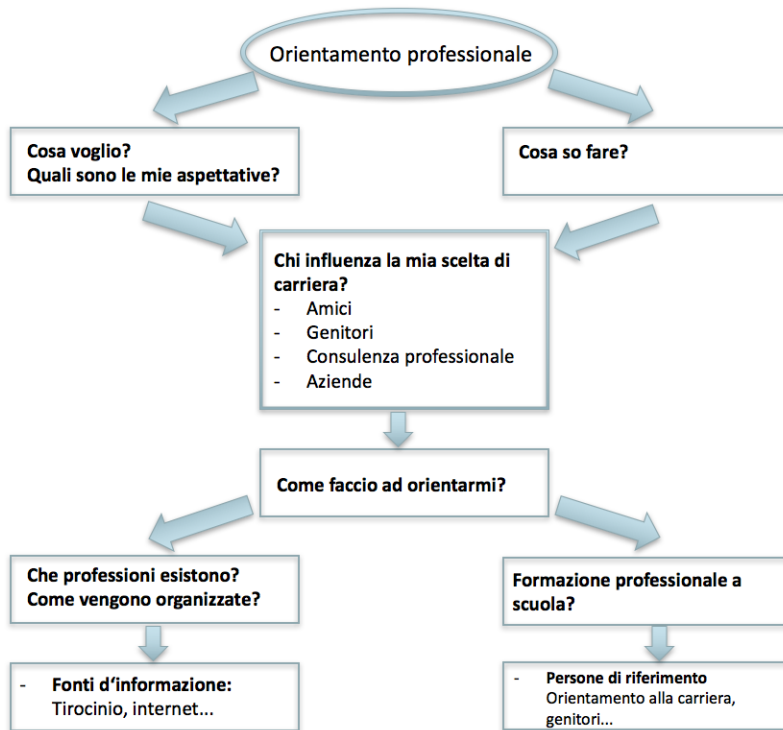 Orientamento professionale
Cosa voglio?
Quali sono le mie aspettative?
Cosa so fare?
Chi influenza la mia scelta di
carriera?
- Amici
- Genitori
- Consulenza professionale
- Aziende
Come faccio ad orientarmi?
Che professioni esistono?
Come vengono organizzate?
Formazione professionale a
scuola?
- Fonti d‘informazione:
Tirocinio, internet...
- Persone di riferimento
Orientamento alla carriera,
genitori...